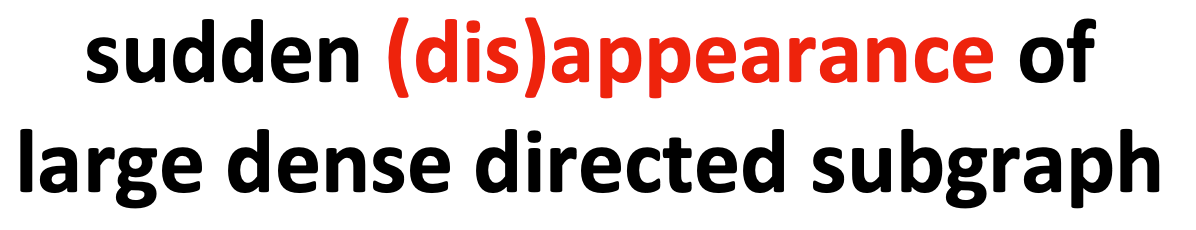 sudden (dis)appearance of
large dense directed subgraph